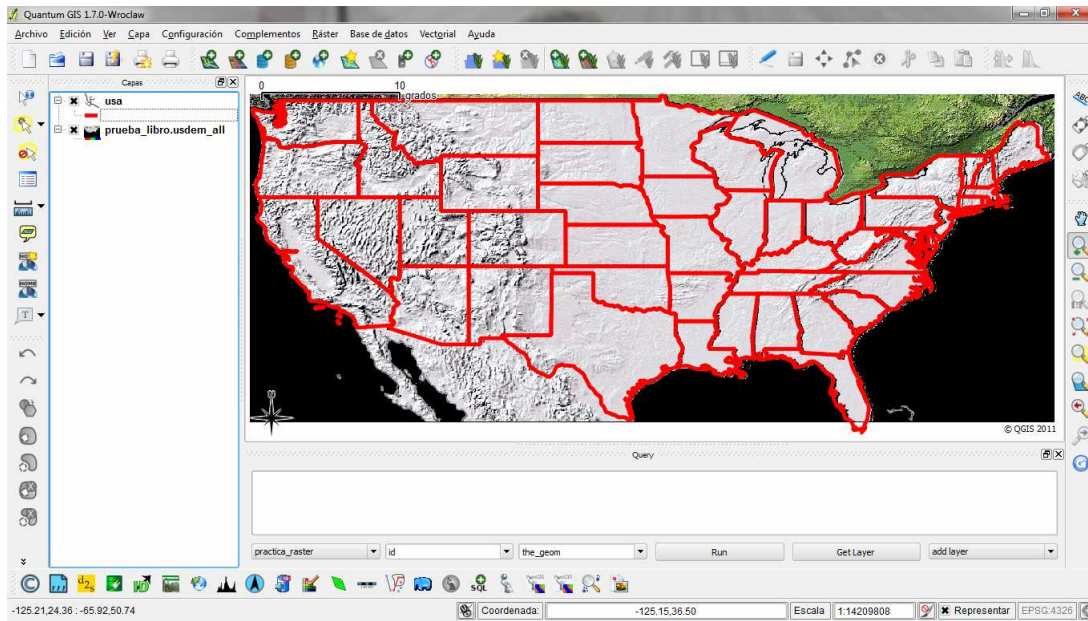 Quantum GIS 1.7.0-Wroclaw
Archivo Edición Ver Capa Configuración Complementos Ráster Base de datos Vectorial Ayuda
Capas
usa
prueba_libro.usdem_all
0 10
grados
© QGIS 2011
Query
practica_raster id the_geom Run Get Layer add layer
-125.21,24.36 : -65.92,50.74 Coordenada: -125.15,36.50 Escala 1:14209808 Representar EPSG:4326